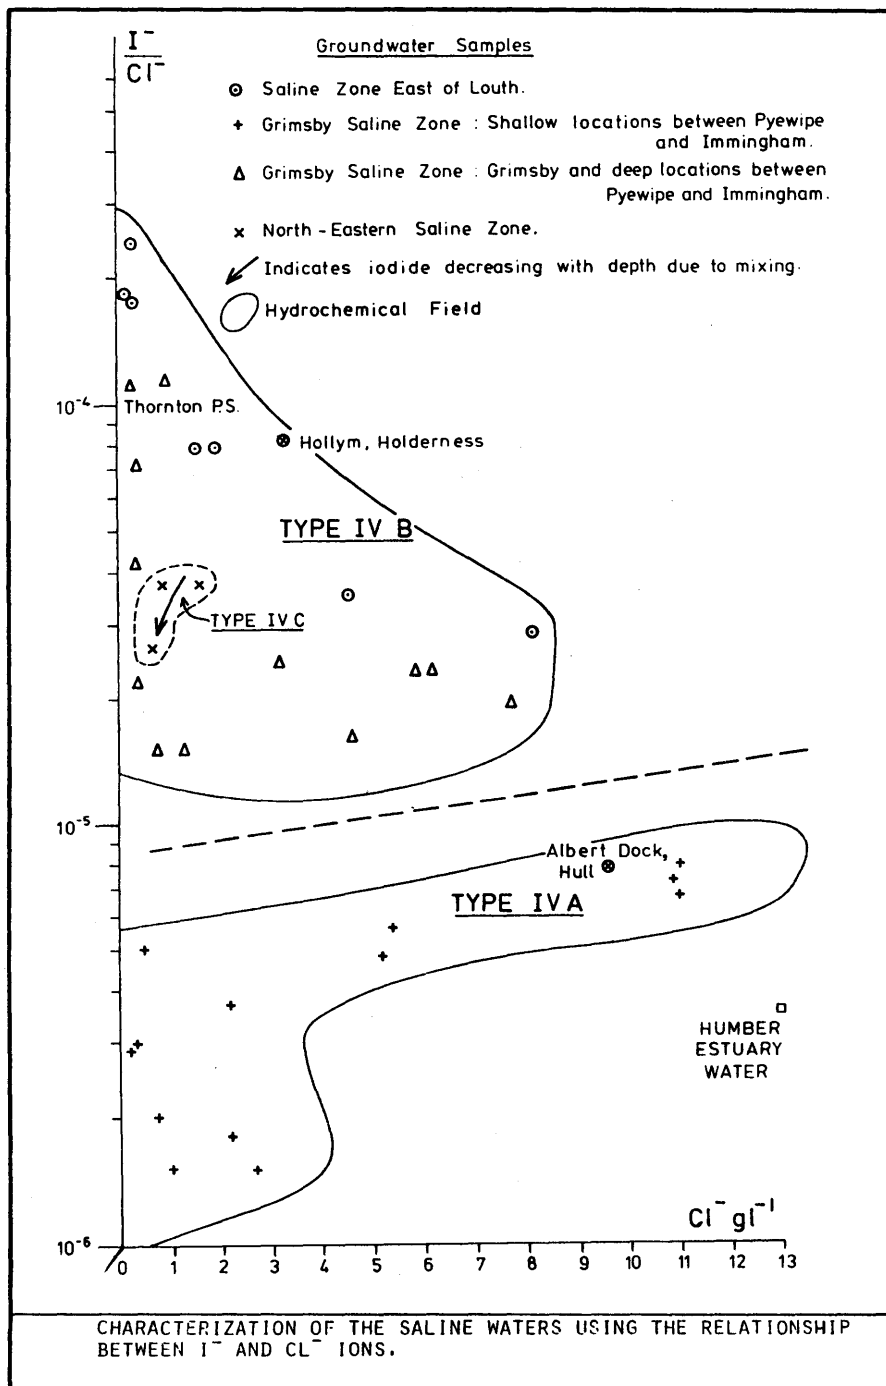 I⁻
Cl⁻
Groundwater Samples
Saline Zone East of Louth.
Grimsby Saline Zone : Shallow locations between Pyewipe
and Immingham.
Grimsby Saline Zone : Grimsby and deep locations between
Pyewipe and Immingham.
North-Eastern Saline Zone.
Indicates iodide decreasing with depth due to mixing.
Hydrochemical Field
10⁻⁴
Thornton P.S.
Hollym, Holderness
TYPE IV B
TYPE IV C
10⁻⁵
Albert Dock,
Hull
TYPE IV A
HUMBER
ESTUARY
WATER
Cl⁻ gl⁻¹
10⁻⁶
0 1 2 3 4 5 6 7 8 9 10 11 12 13
CHARACTERIZATION OF THE SALINE WATERS USING THE RELATIONSHIP
BETWEEN I⁻ AND CL⁻ IONS.